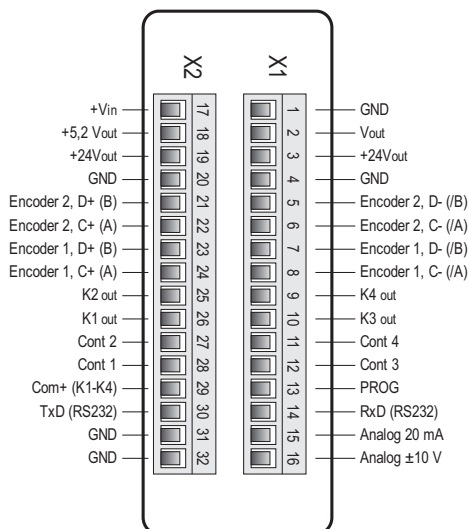 X2 X1
+Vin 17 1 GND
+5,2 Vout 18 2 Vout
+24Vout 19 3 +24Vout
GND 20 4 GND
Encoder 2, D+ (B) 21 5 Encoder 2, D- (/B)
Encoder 2, C+ (A) 22 6 Encoder 2, C- (/A)
Encoder 1, D+ (B) 23 7 Encoder 1, D- (/B)
Encoder 1, C+ (A) 24 8 Encoder 1, C- (/A)
K2 out 25 9 K4 out
K1 out 26 10 K3 out
Cont 2 27 11 Cont 4
Cont 1 28 12 Cont 3
Com+ (K1-K4) 29 13 PROG
TxD (RS232) 30 14 RxD (RS232)
GND 31 15 Analog 20 mA
GND 32 16 Analog ±10 V